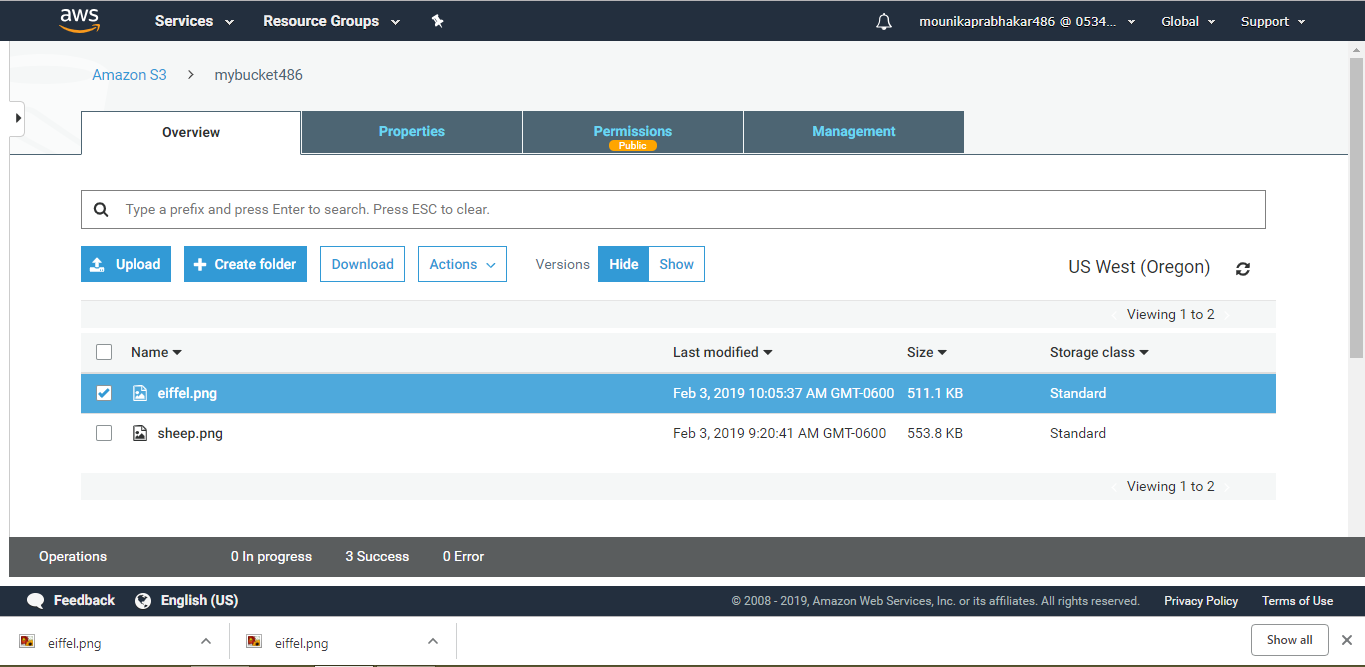 aws Services Resource Groups mounikaprabhakar486 @ 0534... Global Support
Amazon S3 > mybucket486
Overview Properties Permissions Management
Public
Type a prefix and press Enter to search. Press ESC to clear.
Upload Create folder Download Actions Versions Hide Show US West (Oregon)
Viewing 1 to 2
Name Last modified Size Storage class
eiffel.png Feb 3, 2019 10:05:37 AM GMT-0600 511.1 KB Standard
sheep.png Feb 3, 2019 9:20:41 AM GMT-0600 553.8 KB Standard
Viewing 1 to 2
Operations 0 In progress 3 Success 0 Error
Feedback English (US) © 2008 - 2019, Amazon Web Services, Inc. or its affiliates. All rights reserved. Privacy Policy Terms of Use
eiffel.png eiffel.png Show all